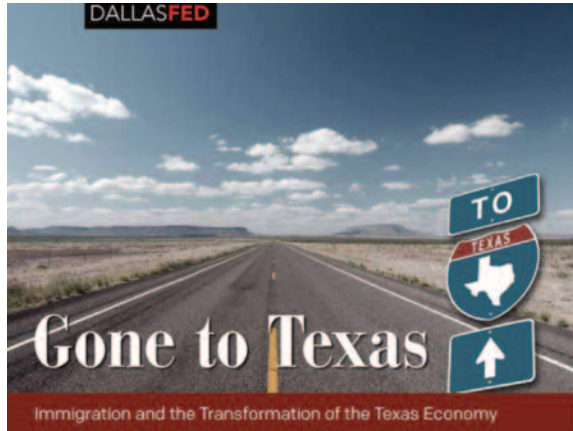 DALLASFED
TO
TEXAS
Gone to Texas
Immigration and the Transformation of the Texas Economy